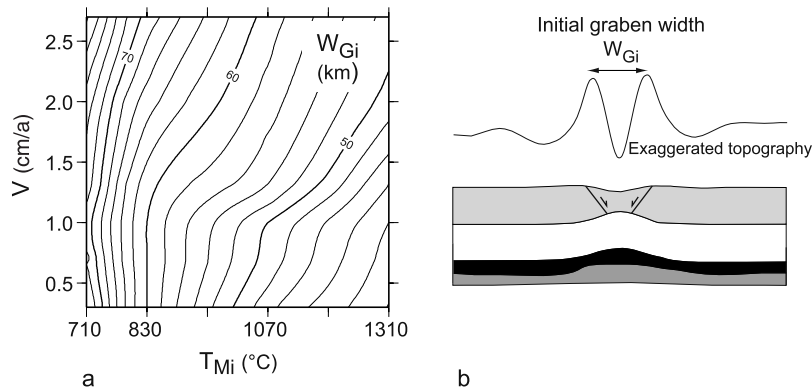 2.5
2.0
1.5
1.0
0.5
V (cm/a)
70
60
50
W_Gi
(km)
710
830
1070
1310
T_Mi (°C)
a
Initial graben width
W_Gi
Exaggerated topography
b